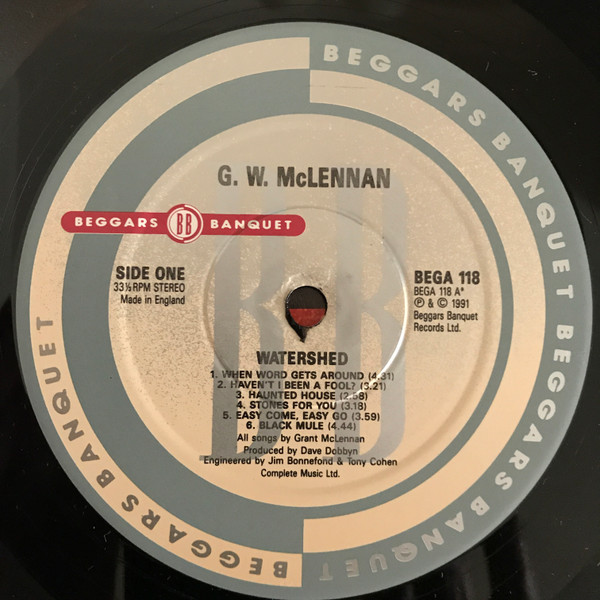 BEGGARS BANQUET BEGGARS BANQUET
BEGGARS BANQUET
G. W. McLENNAN
BEGGARS BB BANQUET
SIDE ONE
33⅓ RPM STEREO
Made in England
BEGA 118
BEGA 118 A*
℗ & © 1991
Beggars Banquet
Records Ltd.
WATERSHED
1. WHEN WORD GETS AROUND (4.31)
2. HAVEN'T I BEEN A FOOL? (3.21)
3. HAUNTED HOUSE (2.58)
4. STONES FOR YOU (3.18)
5. EASY COME, EASY GO (3.59)
6. BLACK MULE (4.44)
All songs by Grant McLennan
Produced by Dave Dobbyn
Engineered by Jim Bonnefond & Tony Cohen
Complete Music Ltd.
BEGGARS BANQUET